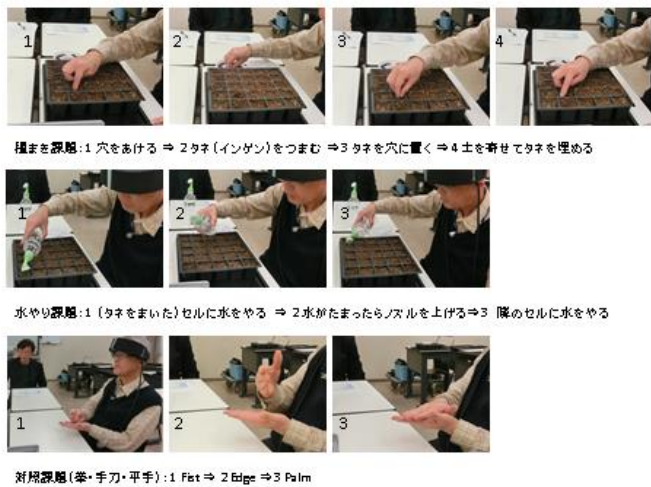 1 2 3 4
種まき課題：1 穴をあける ⇒ 2タネ（インゲン）をつまむ ⇒3 タネを穴に置く ⇒4 土を寄せてタネを埋める
1 2 3
水やり課題：1（タネをまいた）セルに水をやる ⇒ 2水がたまったらノズルを上げる⇒3 隣のセルに水をやる
1 2 3
対照課題（拳・手刀・平手）：1 Fist ⇒ 2Edge ⇒3 Palm